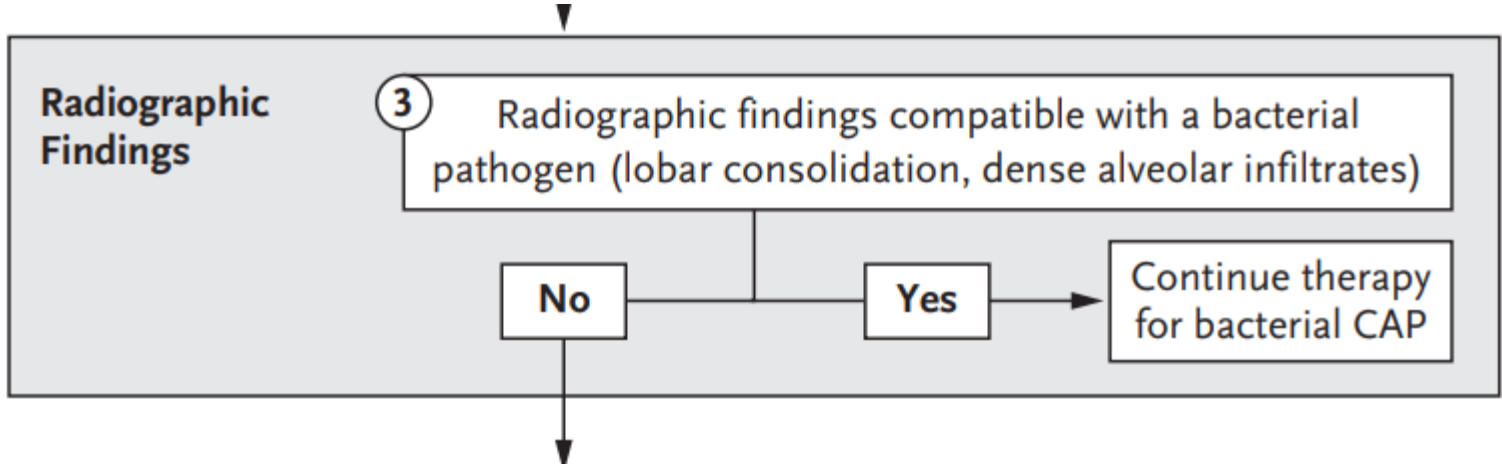 Radiographic
Findings
3
Radiographic findings compatible with a bacterial
pathogen (lobar consolidation, dense alveolar infiltrates)
No
Yes
Continue therapy
for bacterial CAP